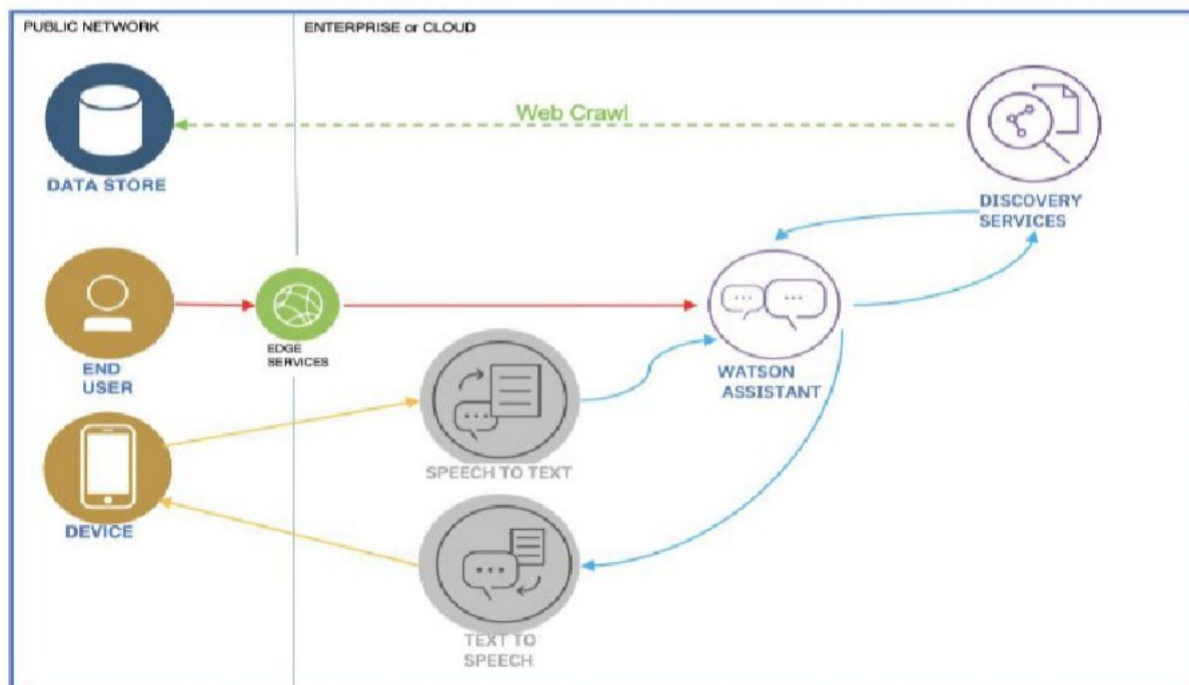 PUBLIC NETWORK
ENTERPRISE or CLOUD
Web Crawl
DATA STORE
DISCOVERY
SERVICES
END
USER
EDGE
SERVICES
WATSON
ASSISTANT
SPEECH TO TEXT
DEVICE
TEXT TO
SPEECH